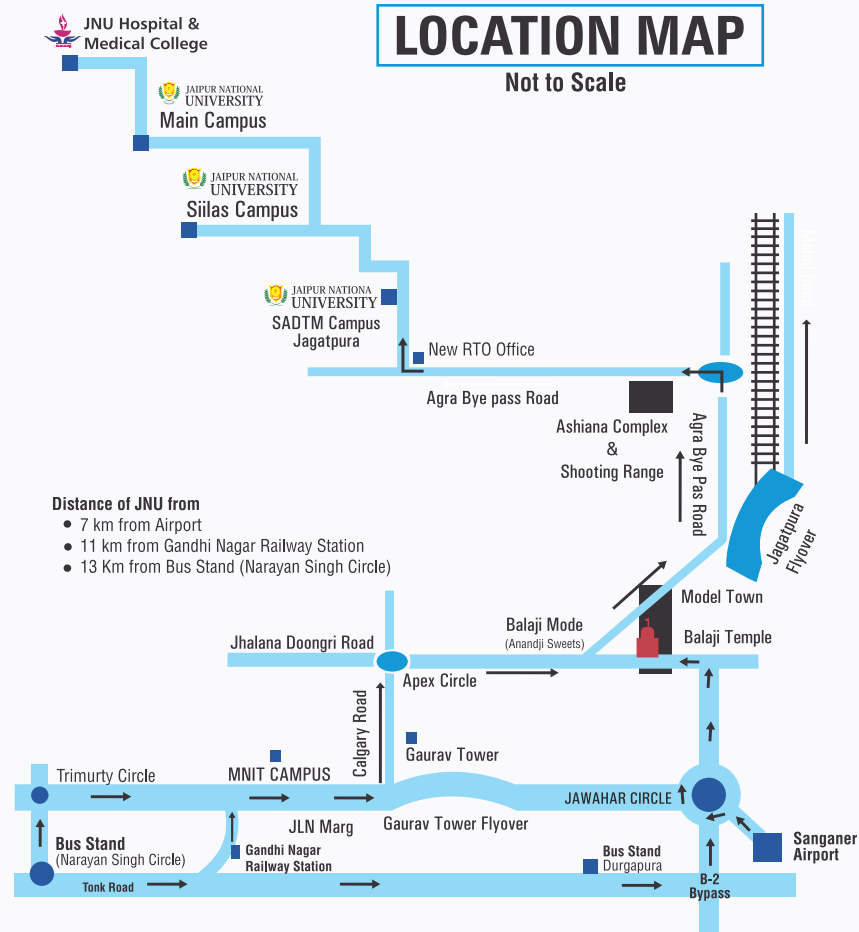 JNU Hospital &
Medical College
LOCATION MAP
Not to Scale
JAIPUR NATIONAL
UNIVERSITY
Main Campus
JAIPUR NATIONAL
UNIVERSITY
Siilas Campus
JAIPUR NATIONA
UNIVERSITY
SADTM Campus
Jagatpura
New RTO Office
Agra Bye pass Road
Ashiana Complex
&
Shooting Range
Agra Bye Pas Road
Jagatpura
Flyover
Distance of JNU from
• 7 km from Airport
• 11 km from Gandhi Nagar Railway Station
• 13 Km from Bus Stand (Narayan Singh Circle)
Model Town
Balaji Mode
(Anandji Sweets)
Balaji Temple
Jhalana Doongri Road
Apex Circle
Calgary Road
Gaurav Tower
Trimurty Circle
MNIT CAMPUS
JAWAHAR CIRCLE
JLN Marg
Gaurav Tower Flyover
Bus Stand
(Narayan Singh Circle)
Gandhi Nagar
Railway Station
Bus Stand
Durgapura
Sanganer
Airport
Tonk Road
B-2
Bypass